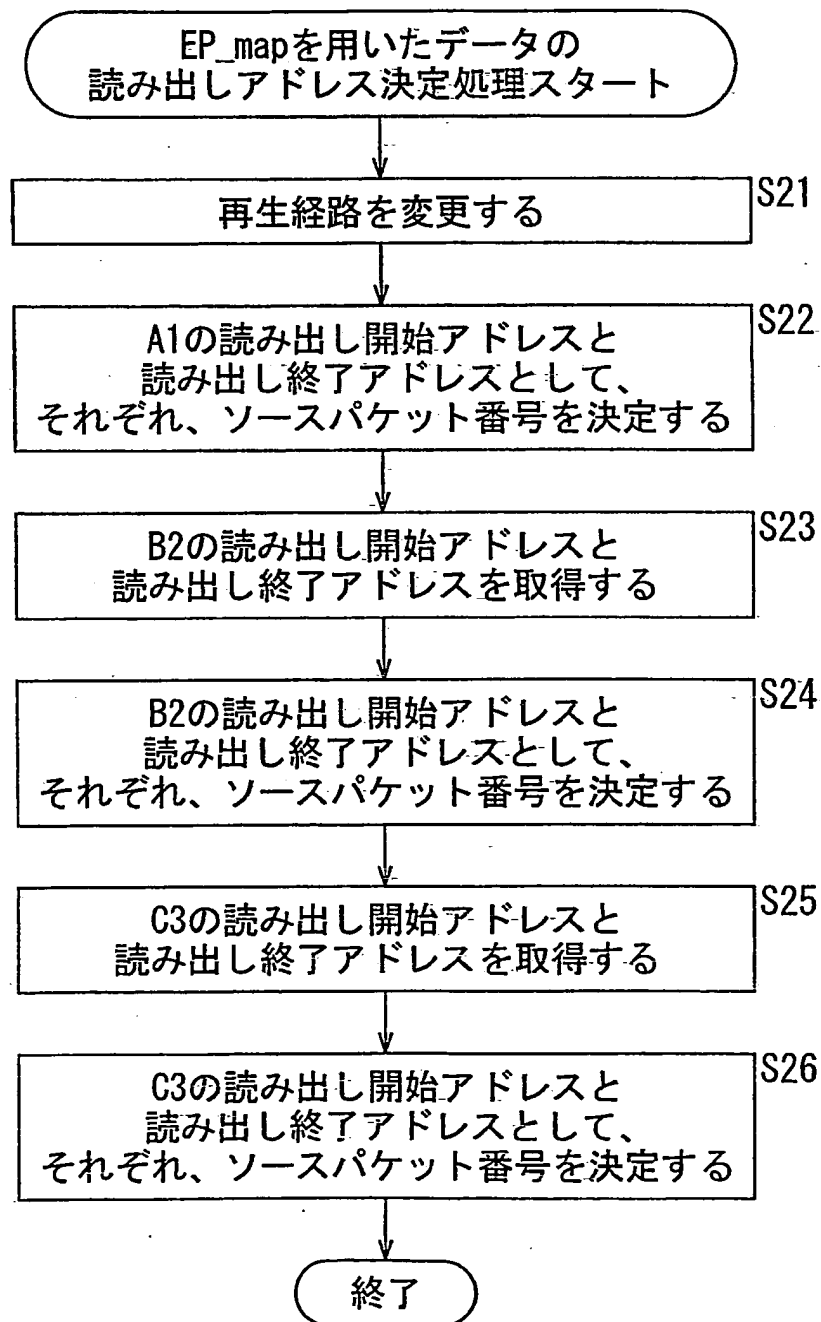 EP_mapを用いたデータの
読み出しアドレス決定処理スタート
再生経路を変更する
S21
A1の読み出し開始アドレスと
読み出し終了アドレスとして、
それぞれ、ソースパケット番号を決定する
S22
B2の読み出し開始アドレスと
読み出し終了アドレスを取得する
S23
B2の読み出し開始アドレスと
読み出し終了アドレスとして、
それぞれ、ソースパケット番号を決定する
S24
C3の読み出し開始アドレスと
読み出し終了アドレスを取得する
S25
C3の読み出し開始アドレスと
読み出し終了アドレスとして、
それぞれ、ソースパケット番号を決定する
S26
終了